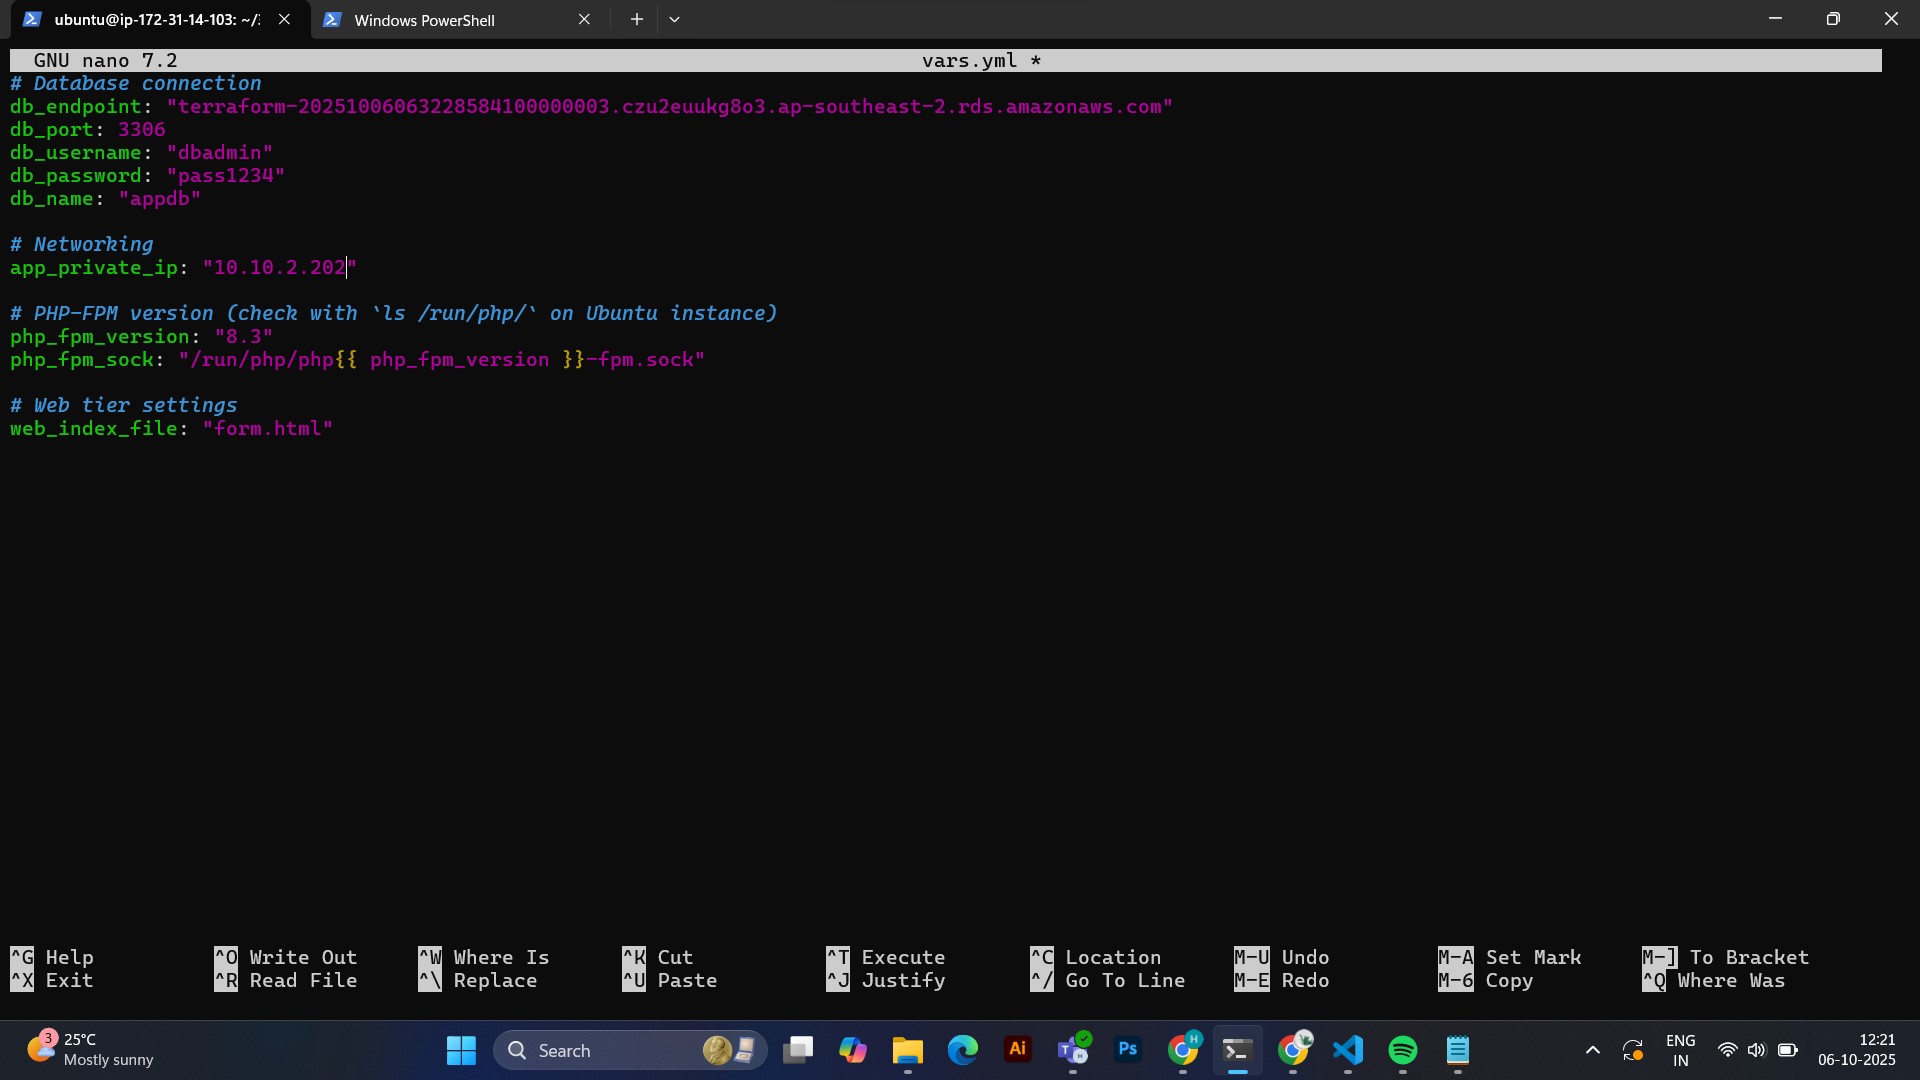 ubuntu@ip-172-31-14-103: ~/
Windows PowerShell
GNU nano 7.2 vars.yml *
# Database connection
db_endpoint: "terraform-20251006063228584100000003.czu2euukg8o3.ap-southeast-2.rds.amazonaws.com"
db_port: 3306
db_username: "dbadmin"
db_password: "pass1234"
db_name: "appdb"
# Networking
app_private_ip: "10.10.2.202"
# PHP-FPM version (check with `ls /run/php/` on Ubuntu instance)
php_fpm_version: "8.3"
php_fpm_sock: "/run/php/php{{ php_fpm_version }}-fpm.sock"
# Web tier settings
web_index_file: "form.html"
^G Help ^O Write Out ^W Where Is ^K Cut ^T Execute ^C Location M-U Undo M-A Set Mark M-] To Bracket
^X Exit ^R Read File ^\ Replace ^U Paste ^J Justify ^/ Go To Line M-E Redo M-6 Copy ^Q Where Was
3 25°C
Mostly sunny
Search
Ai
T
H
Ps
H
ENG
IN
12:21
06-10-2025